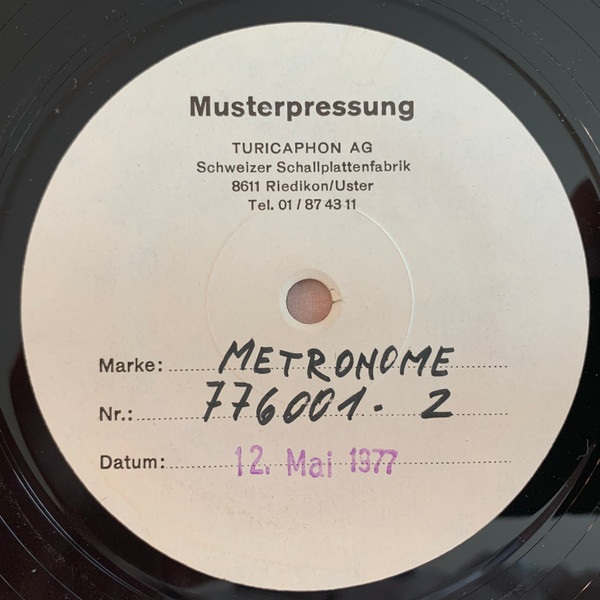 Musterpressung
TURICAPHON AG
Schweizer Schallplattenfabrik
8611 Riedikon/Uster
Tel. 01 / 87 43 11
Marke: METRONOME
Nr.: 776001. 2
Datum: 12. Mai 1977